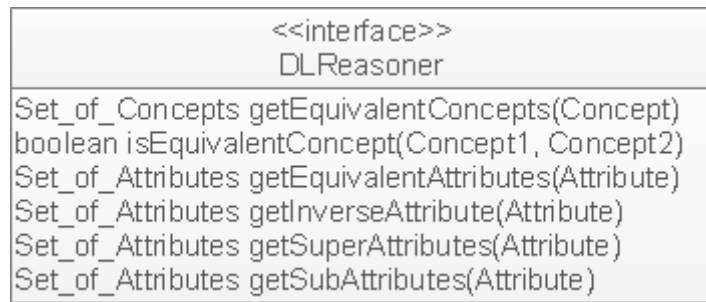 <<interface>>
DLReasoner
Set_of_Concepts getEquivalentConcepts(Concept)
boolean isEquivalentConcept(Concept1, Concept2)
Set_of_Attributes getEquivalentAttributes(Attribute)
Set_of_Attributes getInverseAttribute(Attribute)
Set_of_Attributes getSuperAttributes(Attribute)
Set_of_Attributes getSubAttributes(Attribute)